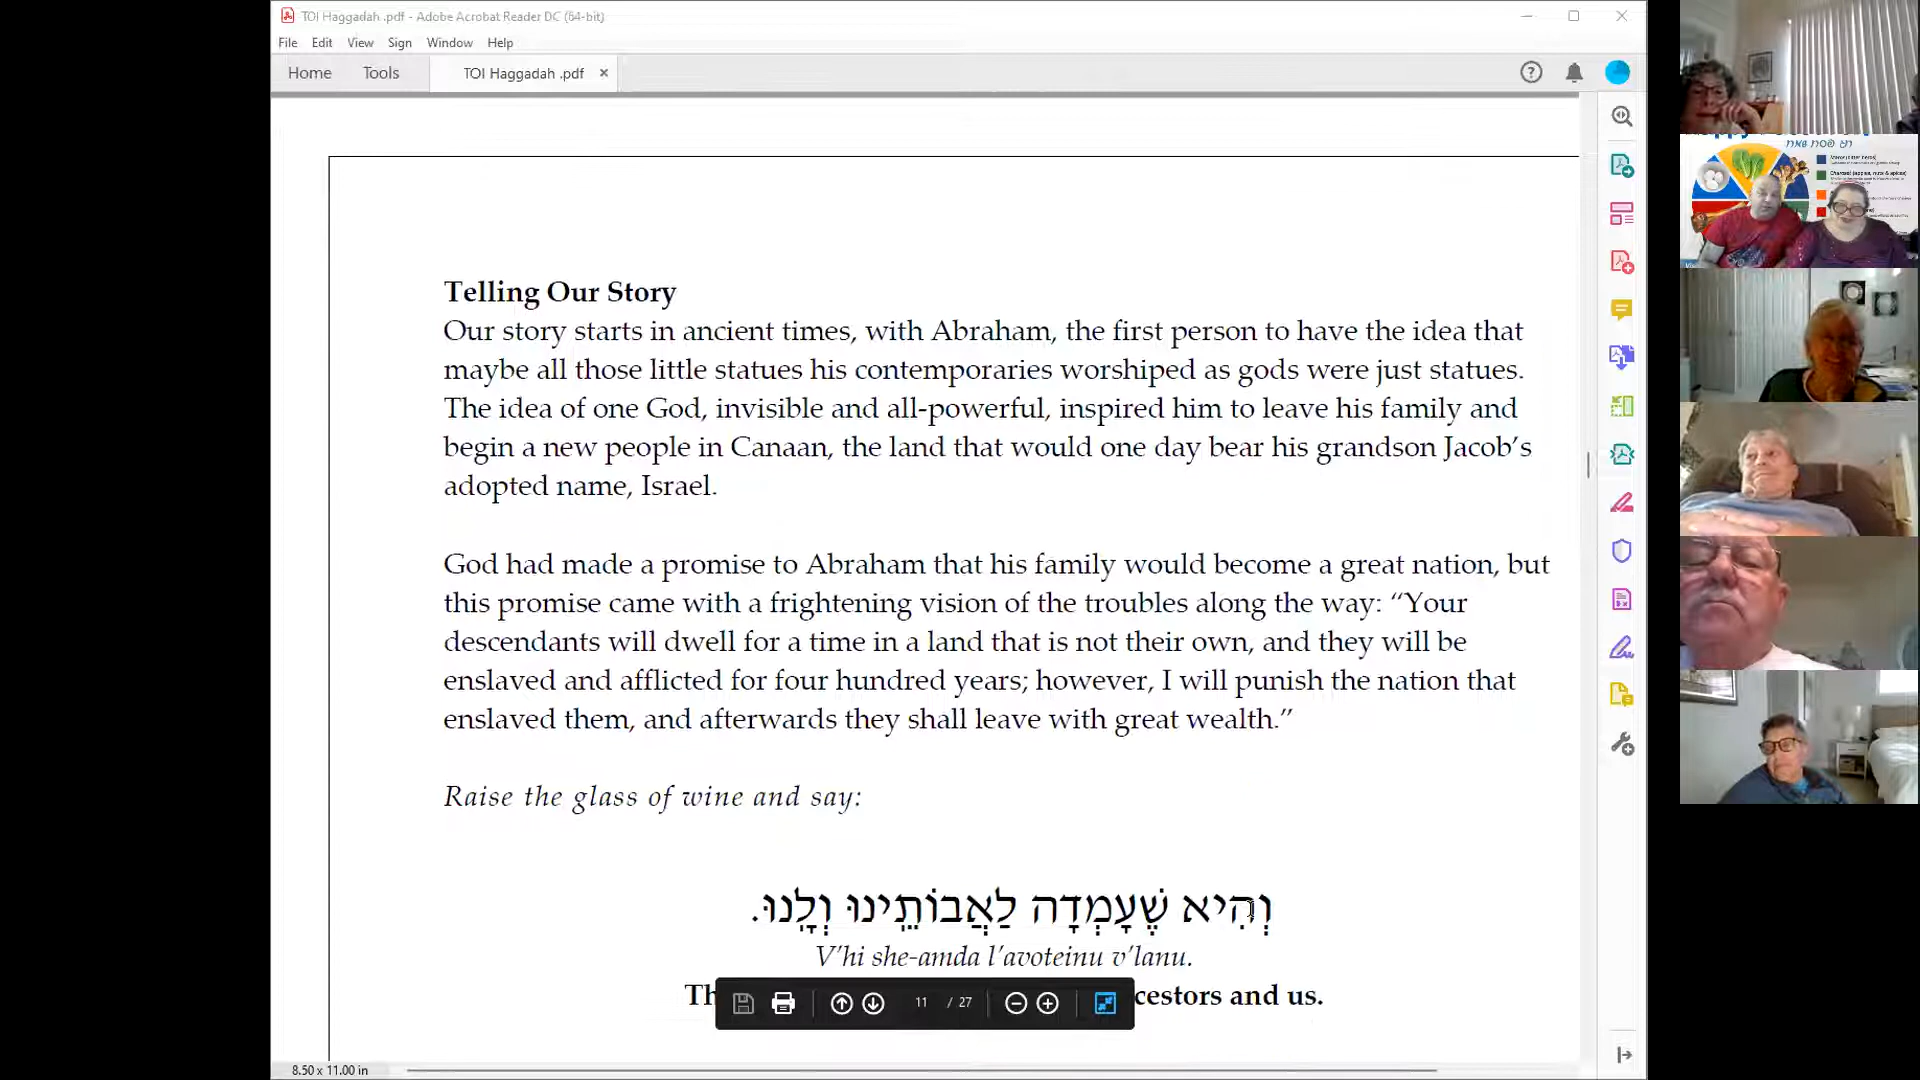 TOI Haggadah .pdf - Adobe Acrobat Reader DC (64-bit)
File Edit View Sign Window Help
Home Tools TOI Haggadah .pdf
Telling Our Story
Our story starts in ancient times, with Abraham, the first person to have the idea that
maybe all those little statues his contemporaries worshiped as gods were just statues.
The idea of one God, invisible and all-powerful, inspired him to leave his family and
begin a new people in Canaan, the land that would one day bear his grandson Jacob’s
adopted name, Israel.
God had made a promise to Abraham that his family would become a great nation, but
this promise came with a frightening vision of the troubles along the way: “Your
descendants will dwell for a time in a land that is not their own, and they will be
enslaved and afflicted for four hundred years; however, I will punish the nation that
enslaved them, and afterwards they shall leave with great wealth.”
Raise the glass of wine and say:
וְהִיא שֶׁעָמְדָה לַאֲבוֹתֵֽינוּ וְלָֽנוּ.
V’hi she-amda l’avoteinu v’lanu.
cestors and us.
11 / 27
8.50 x 11.00 in